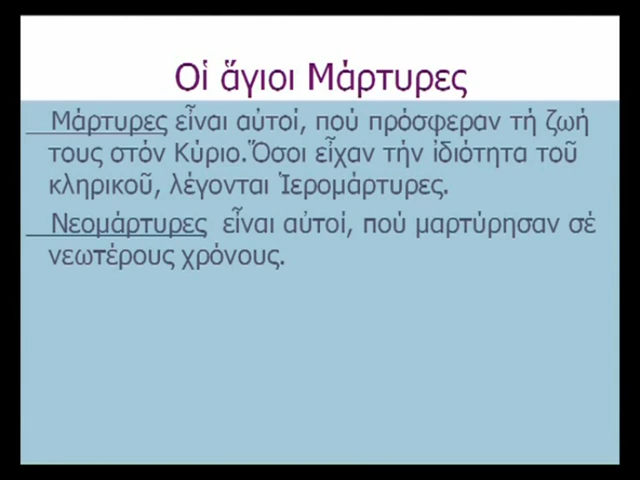 Οἱ ἅγιοι Μάρτυρες
Μάρτυρες εἶναι αὐτοί, πού πρόσφεραν τή ζωή
τους στόν Κύριο.Ὅσοι εἶχαν τήν ἰδιότητα τοῦ
κληρικοῦ, λέγονται Ἱερομάρτυρες.
Νεομάρτυρες εἶναι αὐτοί, πού μαρτύρησαν σέ
νεωτέρους χρόνους.